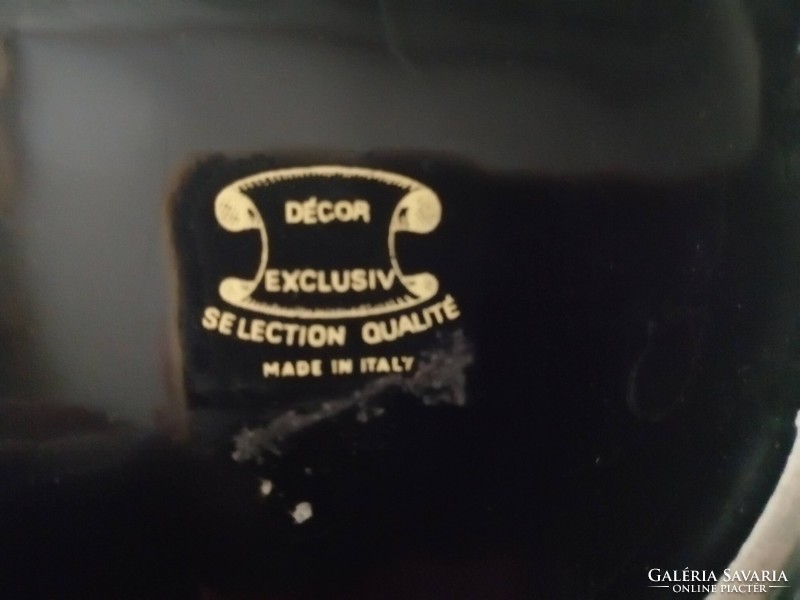 DÉCOR
EXCLUSIV
SELECTION QUALITÉ
MADE IN ITALY
GALÉRIA SAVARIA
ONLINE PIACTÉR